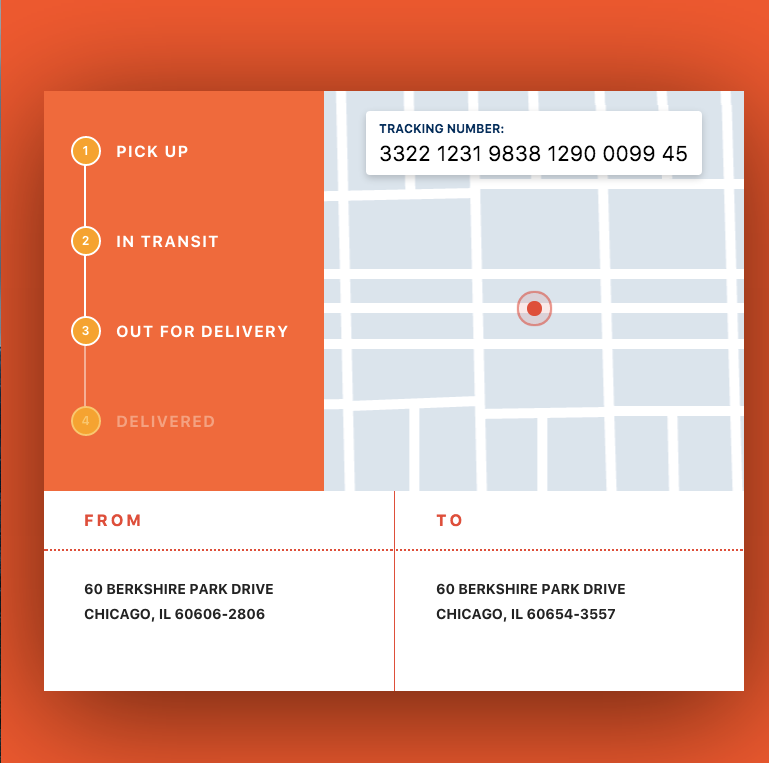 1 PICK UP
2 IN TRANSIT
3 OUT FOR DELIVERY
4 DELIVERED
TRACKING NUMBER:
3322 1231 9838 1290 0099 45
FROM
60 BERKSHIRE PARK DRIVE
CHICAGO, IL 60606-2806
TO
60 BERKSHIRE PARK DRIVE
CHICAGO, IL 60654-3557